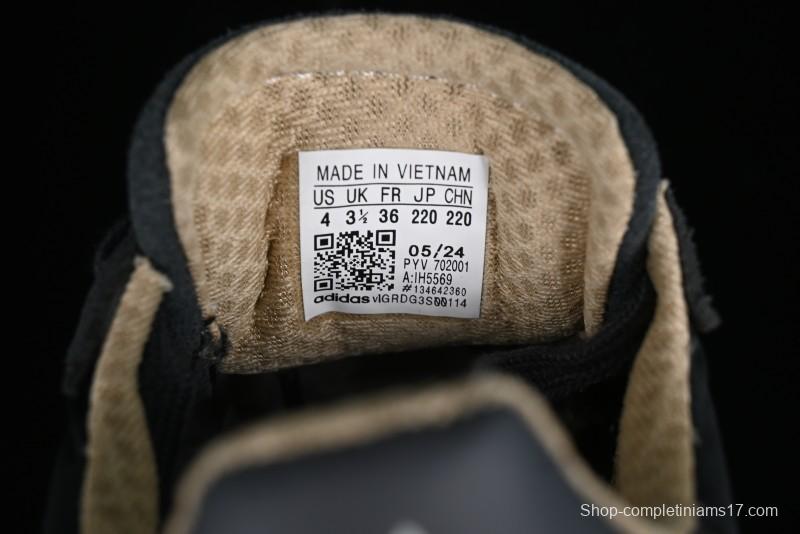 MADE IN VIETNAM
US UK FR JP CHN
4 3½ 36 220 220
05/24
PYV 702001
A:IH5569
#134642360
adidas
Shop-completiniams17.com